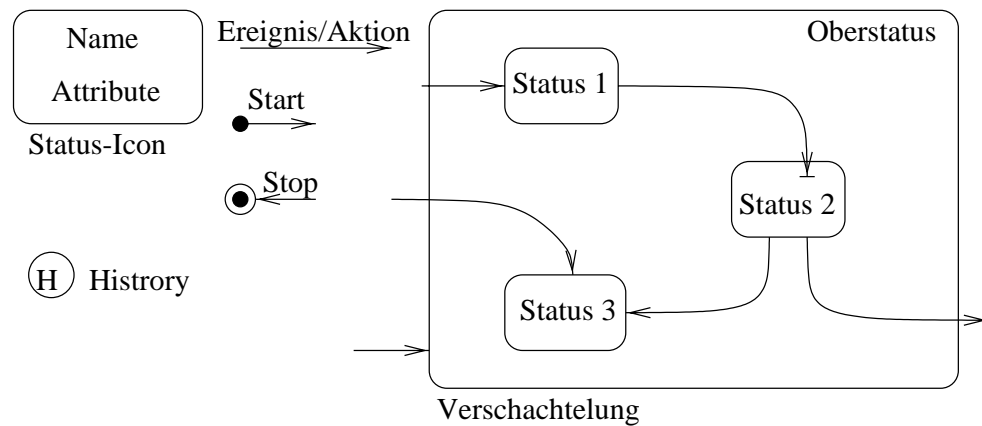 Name
Attribute
Status-Icon
Ereignis/Aktion
Start
Stop
H Histrory
Oberstatus
Status 1
Status 2
Status 3
Verschachtelung